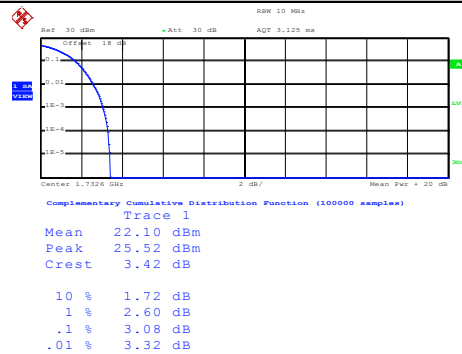 RBW 10 MHz
Ref 30 dBm Att 30 dB AQT 3.125 ms
Offset 18 dB
0.1
A
1 SA
VIEW
0.01
1E-3
1E-4
1E-5
Center 1.7326 GHz 2 dB/ Mean Pwr + 20 dB
Complementary Cumulative Distribution Function (100000 samples)
Trace 1
Mean 22.10 dBm
Peak 25.52 dBm
Crest 3.42 dB
10 % 1.72 dB
1 % 2.60 dB
.1 % 3.08 dB
.01 % 3.32 dB